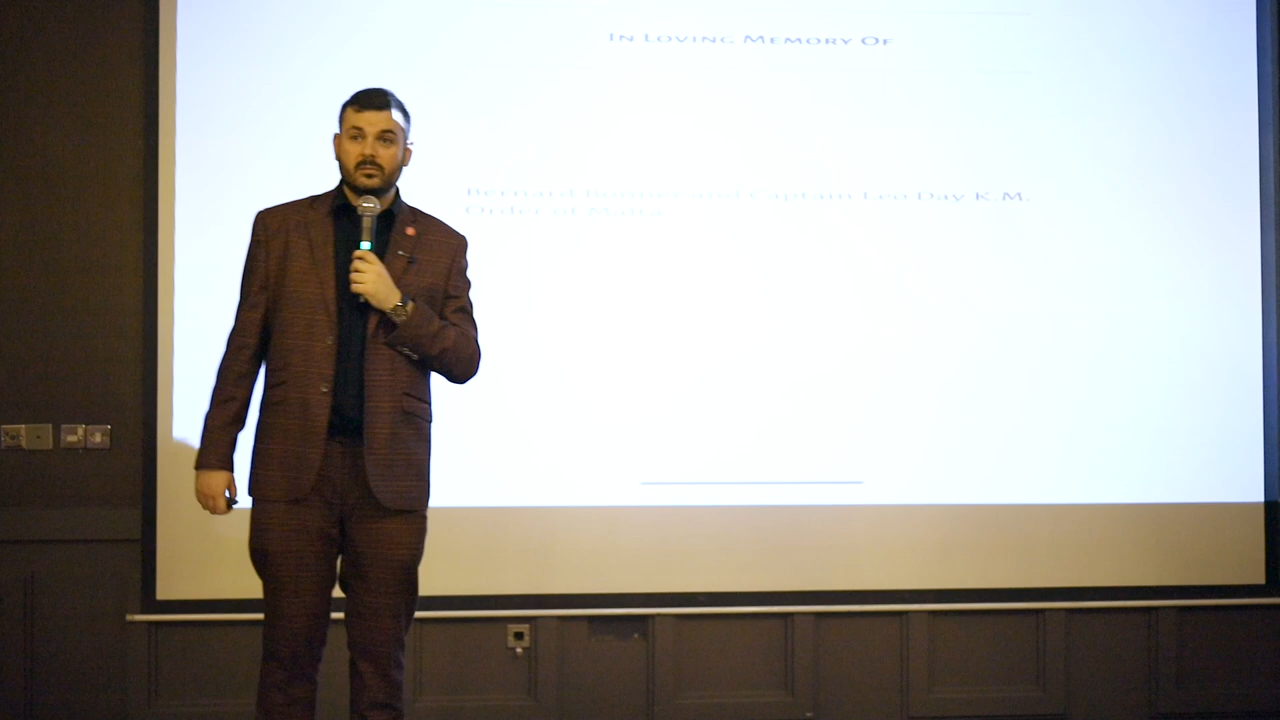 In Loving Memory Of
Bernard Bonner and Captain Leo Day K.M.
Order of Malta